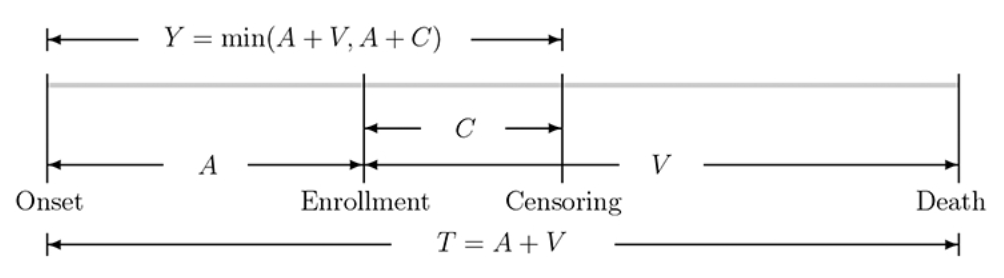 Y = min(A + V, A + C)
C
A V
Onset Enrollment Censoring Death
T = A + V